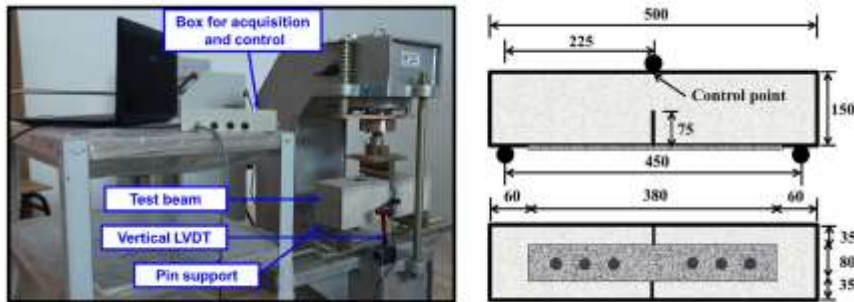 Box for acquisition
and control
Test beam
Vertical LVDT
Pin support
500
225
Control point
150
75
450
60
380
60
35
80
35